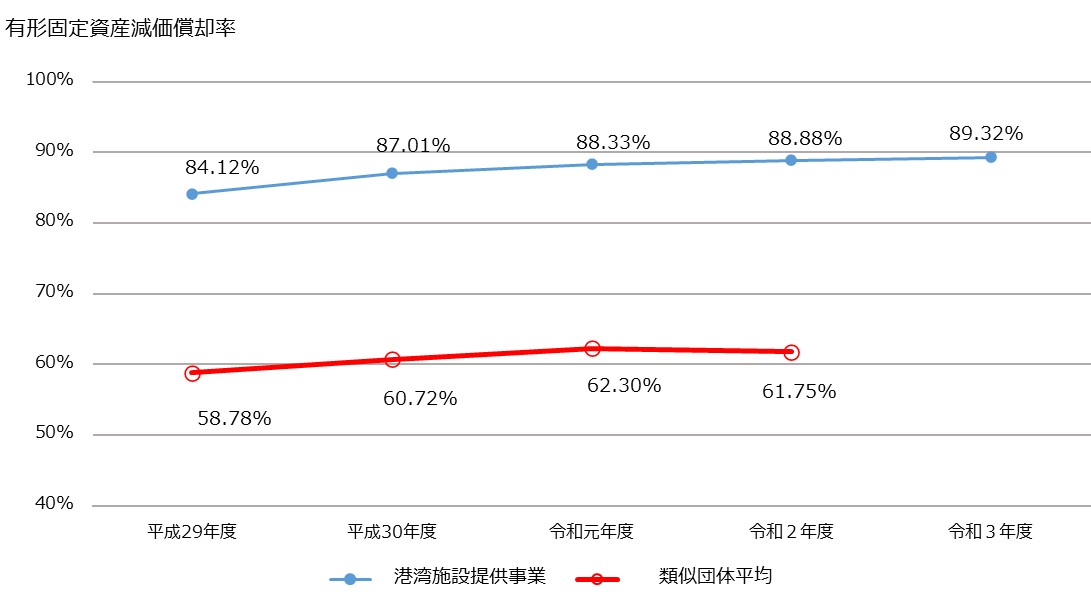 有形固定資産減価償却率
100%
90%
80%
70%
60%
50%
40%
84.12%
87.01%
88.33%
88.88%
89.32%
58.78%
60.72%
62.30%
61.75%
平成29年度
平成30年度
令和元年度
令和２年度
令和３年度
港湾施設提供事業
類似団体平均